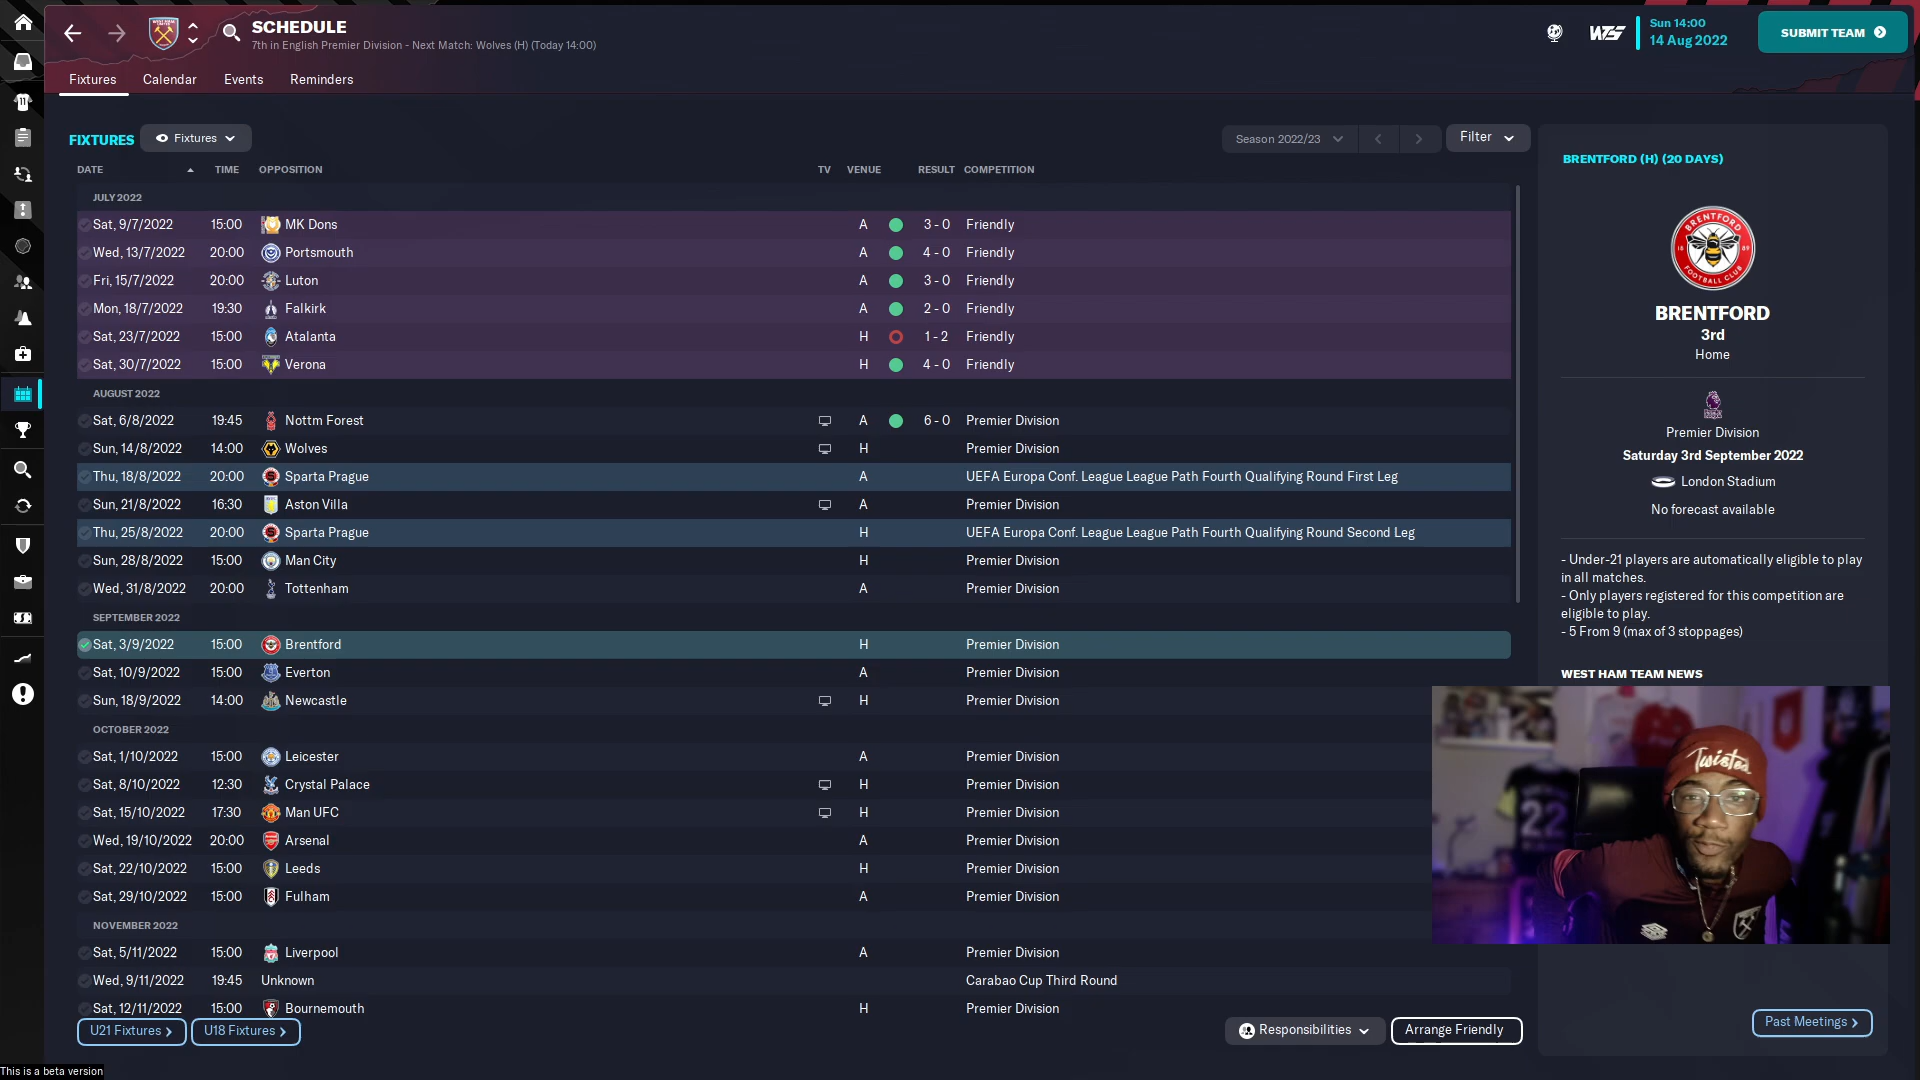 SCHEDULE
7th in English Premier Division - Next Match: Wolves (H) (Today 14:00)
Sun 14:00
14 Aug 2022
SUBMIT TEAM
Fixtures Calendar Events Reminders
FIXTURES Fixtures Season 2022/23 Filter
DATE TIME OPPOSITION TV VENUE RESULT COMPETITION
JULY 2022
Sat, 9/7/2022 15:00 MK Dons A 3 - 0 Friendly
Wed, 13/7/2022 20:00 Portsmouth A 4 - 0 Friendly
Fri, 15/7/2022 20:00 Luton A 3 - 0 Friendly
Mon, 18/7/2022 19:30 Falkirk A 2 - 0 Friendly
Sat, 23/7/2022 15:00 Atalanta H 1 - 2 Friendly
Sat, 30/7/2022 15:00 Verona H 4 - 0 Friendly
AUGUST 2022
Sat, 6/8/2022 19:45 Nottm Forest A 6 - 0 Premier Division
Sun, 14/8/2022 14:00 Wolves H Premier Division
Thu, 18/8/2022 20:00 Sparta Prague A UEFA Europa Conf. League League Path Fourth Qualifying Round First Leg
Sun, 21/8/2022 16:30 Aston Villa A Premier Division
Thu, 25/8/2022 20:00 Sparta Prague H UEFA Europa Conf. League League Path Fourth Qualifying Round Second Leg
Sun, 28/8/2022 15:00 Man City H Premier Division
Wed, 31/8/2022 20:00 Tottenham A Premier Division
SEPTEMBER 2022
Sat, 3/9/2022 15:00 Brentford H Premier Division
Sat, 10/9/2022 15:00 Everton A Premier Division
Sun, 18/9/2022 14:00 Newcastle H Premier Division
OCTOBER 2022
Sat, 1/10/2022 15:00 Leicester A Premier Division
Sat, 8/10/2022 12:30 Crystal Palace H Premier Division
Sat, 15/10/2022 17:30 Man UFC H Premier Division
Wed, 19/10/2022 20:00 Arsenal A Premier Division
Sat, 22/10/2022 15:00 Leeds H Premier Division
Sat, 29/10/2022 15:00 Fulham A Premier Division
NOVEMBER 2022
Sat, 5/11/2022 15:00 Liverpool A Premier Division
Wed, 9/11/2022 19:45 Unknown Carabao Cup Third Round
Sat, 12/11/2022 15:00 Bournemouth H Premier Division
U21 Fixtures U18 Fixtures Responsibilities Arrange Friendly
BRENTFORD (H) (20 DAYS)
BRENTFORD
FOOTBALL CLUB
BRENTFORD
3rd
Home
Premier Division
Saturday 3rd September 2022
London Stadium
No forecast available
- Under-21 players are automatically eligible to play
in all matches.
- Only players registered for this competition are
eligible to play.
- 5 From 9 (max of 3 stoppages)
WEST HAM TEAM NEWS
Twisted
22
Past Meetings
This is a beta version